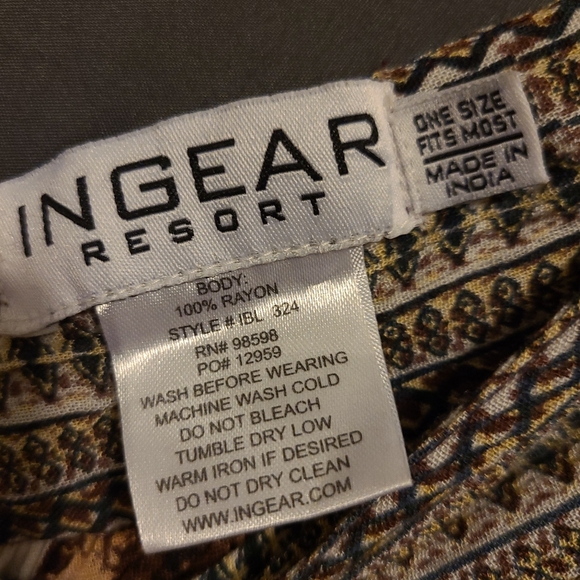 INGEAR
RESORT
ONE SIZE
FITS MOST
MADE IN
INDIA
BODY:
100% RAYON
STYLE # IBL 324
RN# 98598
PO# 12959
WASH BEFORE WEARING
MACHINE WASH COLD
DO NOT BLEACH
TUMBLE DRY LOW
WARM IRON IF DESIRED
DO NOT DRY CLEAN
WWW.INGEAR.COM